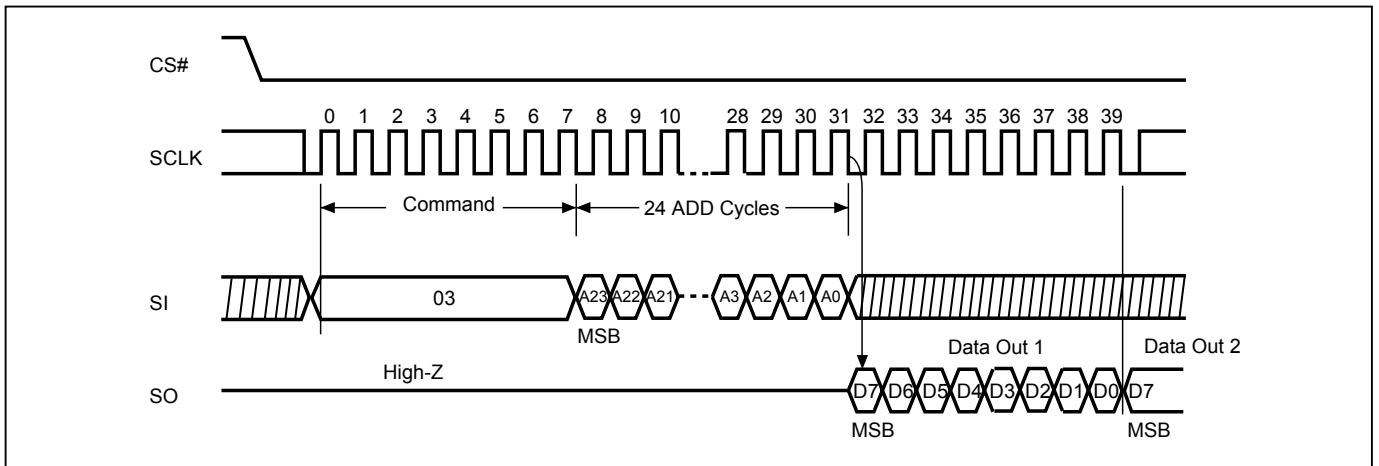 CS#
0 1 2 3 4 5 6 7 8 9 10 28 29 30 31 32 33 34 35 36 37 38 39
SCLK
Command
24 ADD Cycles
SI
03 A23 A22 A21 A3 A2 A1 A0
MSB
Data Out 1 Data Out 2
High-Z
SO
D7 D6 D5 D4 D3 D2 D1 D0 D7
MSB MSB